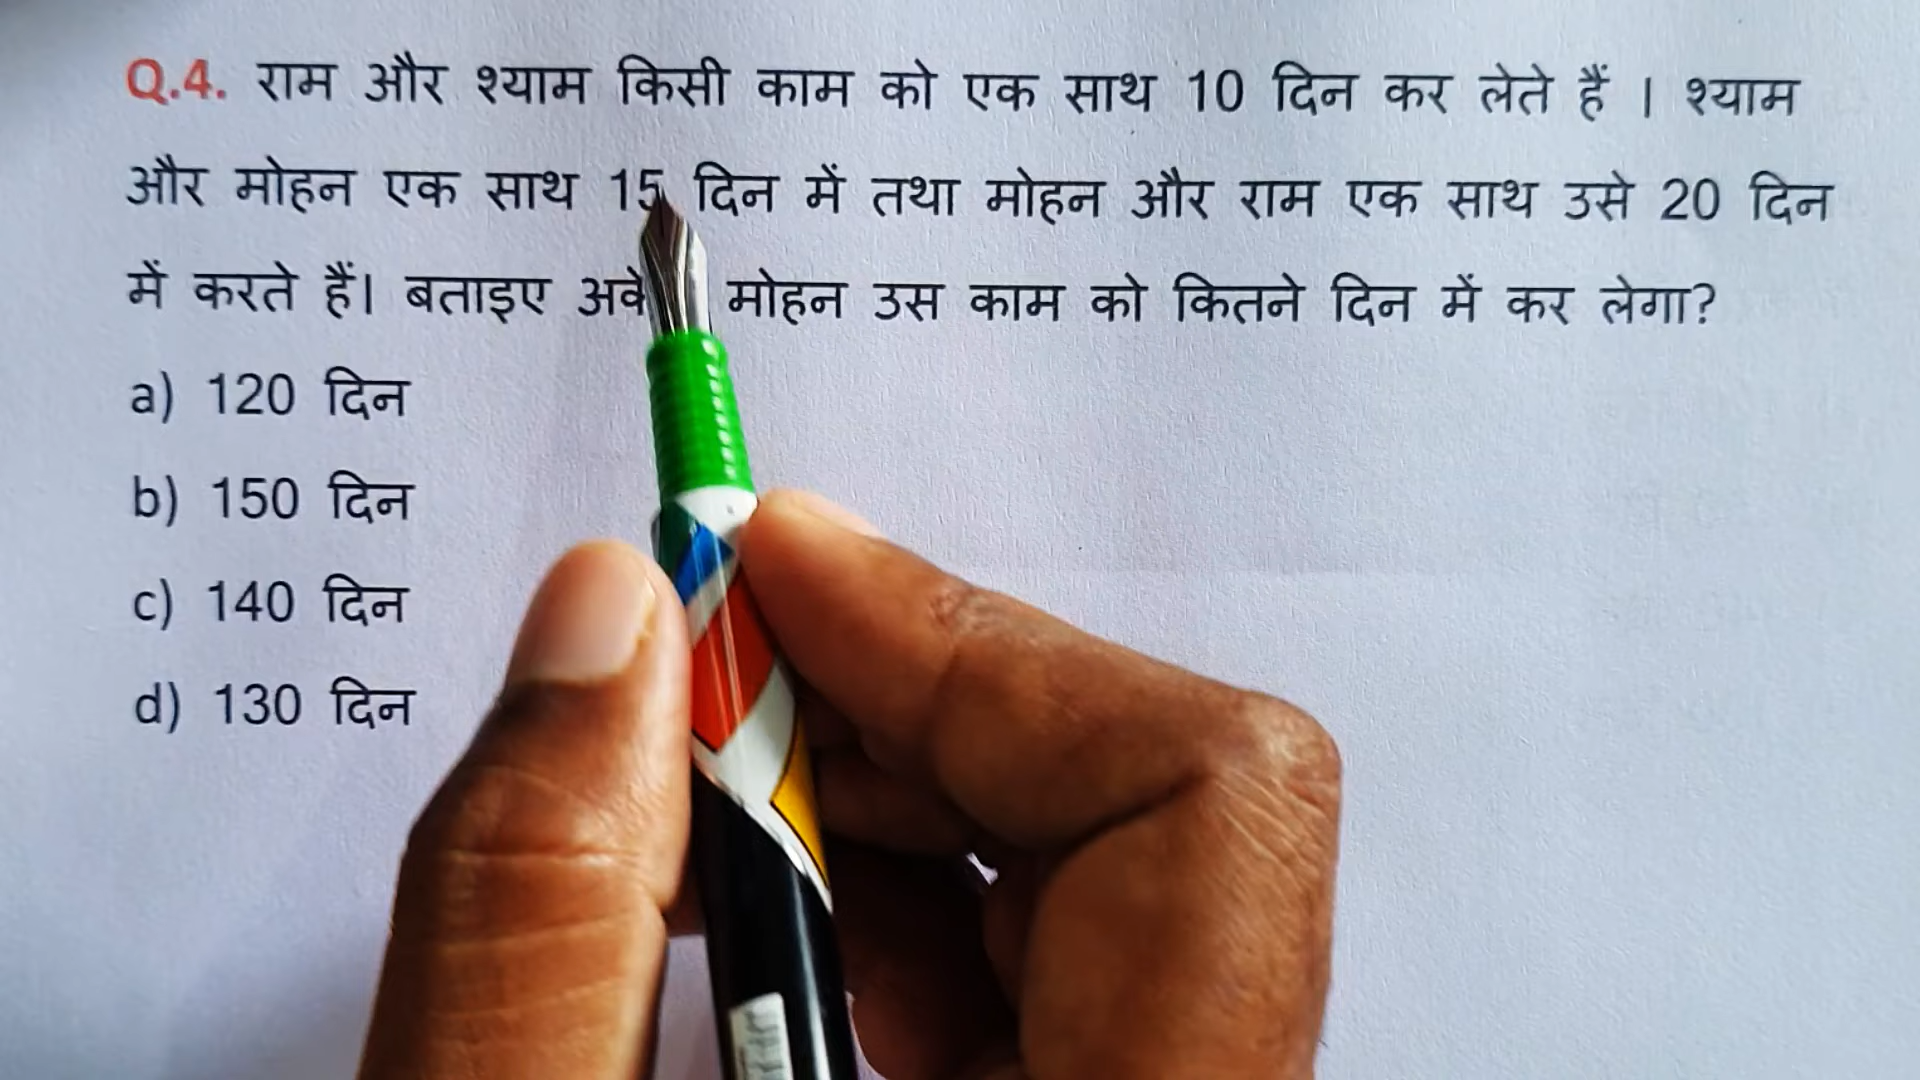 Q.4. राम और श्याम किसी काम को एक साथ 10 दिन कर लेते हैं । श्याम
और मोहन एक साथ 15 दिन में तथा मोहन और राम एक साथ उसे 20 दिन
में करते हैं। बताइए मोहन उस काम को कितने दिन में कर लेगा?
a) 120 दिन
b) 150 दिन
c) 140 दिन
d) 130 दिन